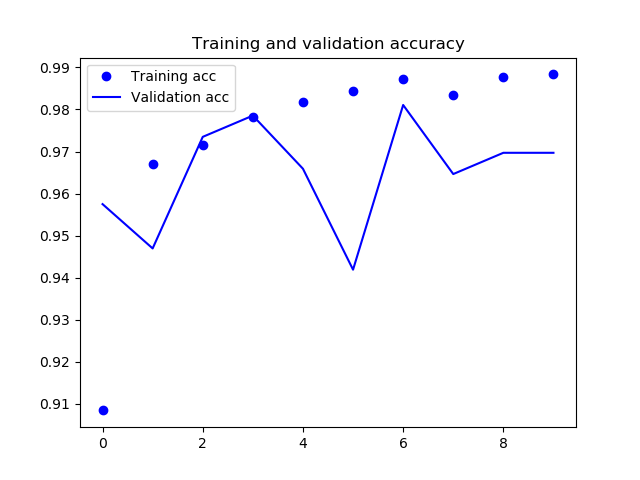 Training and validation accuracy
0.99
Training acc
Validation acc
0.98
0.97
0.96
0.95
0.94
0.93
0.92
0.91
0 2 4 6 8